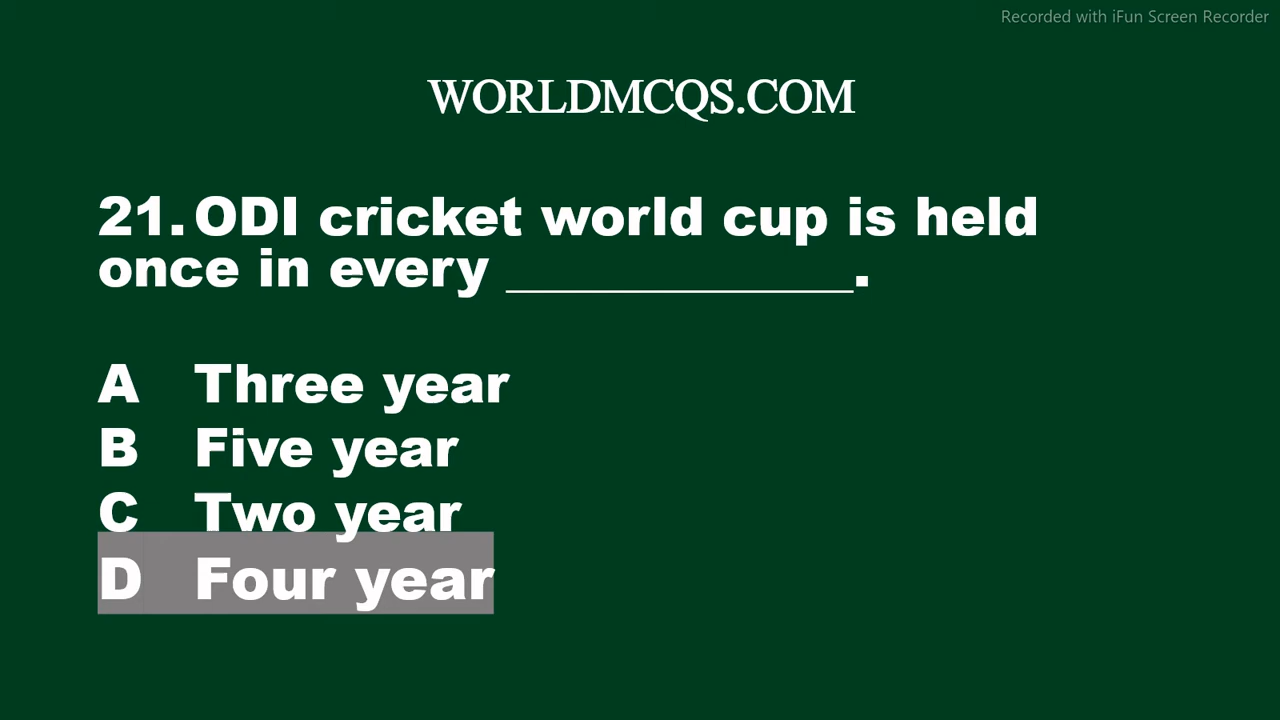 Recorded with iFun Screen Recorder
WORLDMCQS.COM
21. ODI cricket world cup is held
once in every ______________.
A Three year
B Five year
C Two year
D Four year